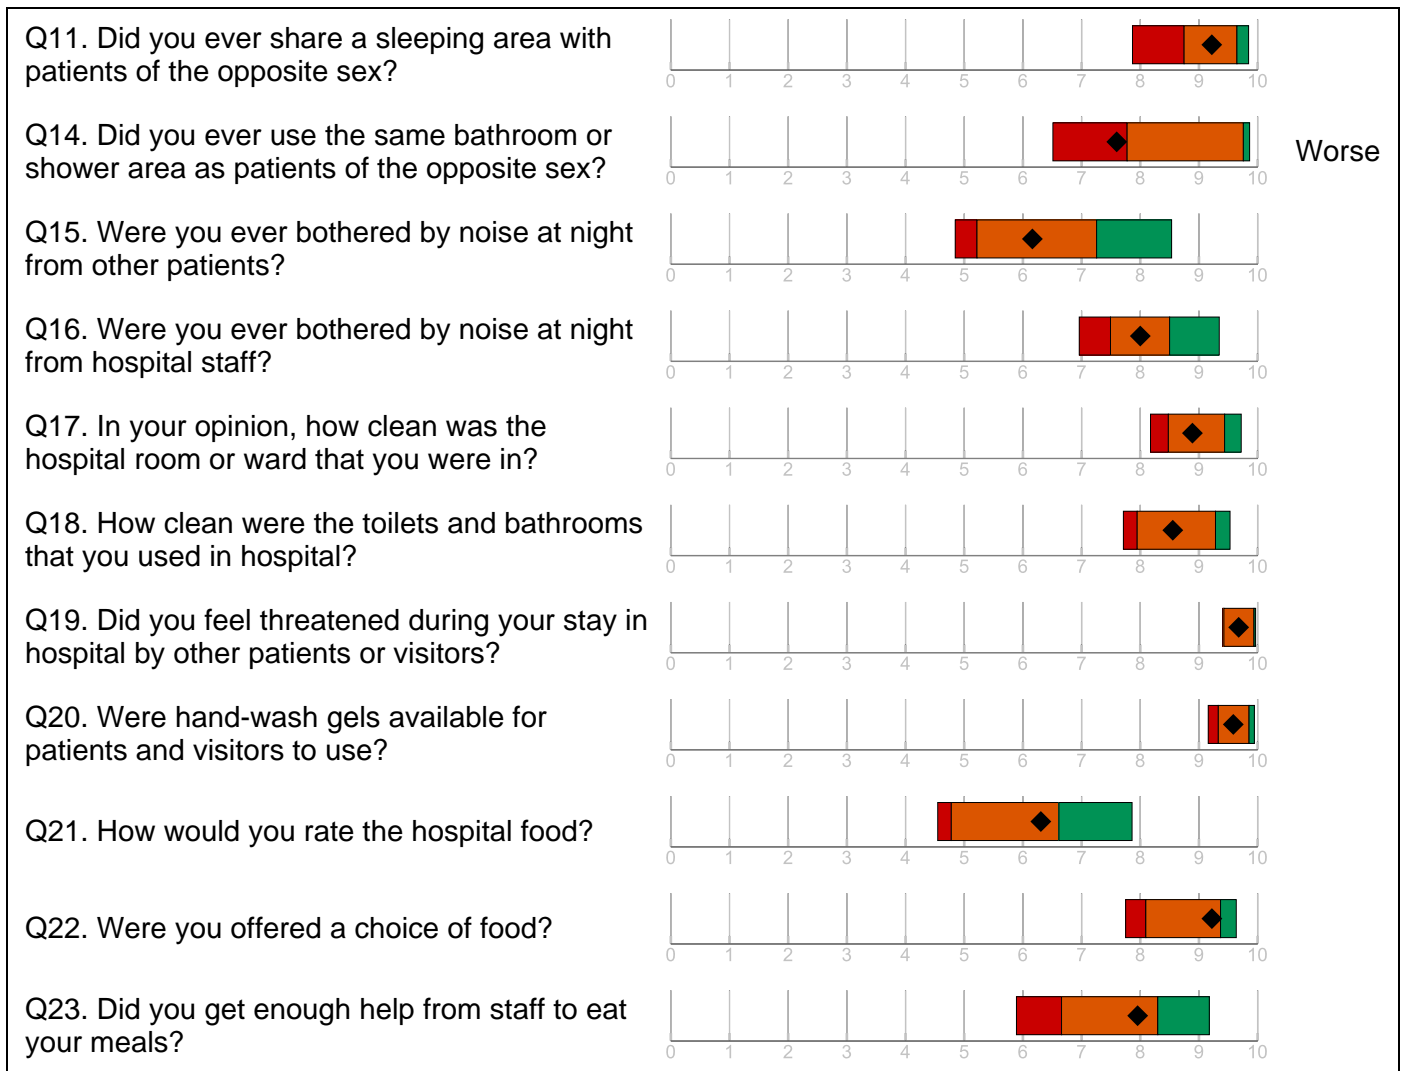 Q11. Did you ever share a sleeping area with
patients of the opposite sex?
0 1 2 3 4 5 6 7 8 9 10
Q14. Did you ever use the same bathroom or
shower area as patients of the opposite sex?
0 1 2 3 4 5 6 7 8 9 10
Worse
Q15. Were you ever bothered by noise at night
from other patients?
0 1 2 3 4 5 6 7 8 9 10
Q16. Were you ever bothered by noise at night
from hospital staff?
0 1 2 3 4 5 6 7 8 9 10
Q17. In your opinion, how clean was the
hospital room or ward that you were in?
0 1 2 3 4 5 6 7 8 9 10
Q18. How clean were the toilets and bathrooms
that you used in hospital?
0 1 2 3 4 5 6 7 8 9 10
Q19. Did you feel threatened during your stay in
hospital by other patients or visitors?
0 1 2 3 4 5 6 7 8 9 10
Q20. Were hand-wash gels available for
patients and visitors to use?
0 1 2 3 4 5 6 7 8 9 10
Q21. How would you rate the hospital food?
0 1 2 3 4 5 6 7 8 9 10
Q22. Were you offered a choice of food?
0 1 2 3 4 5 6 7 8 9 10
Q23. Did you get enough help from staff to eat
your meals?
0 1 2 3 4 5 6 7 8 9 10